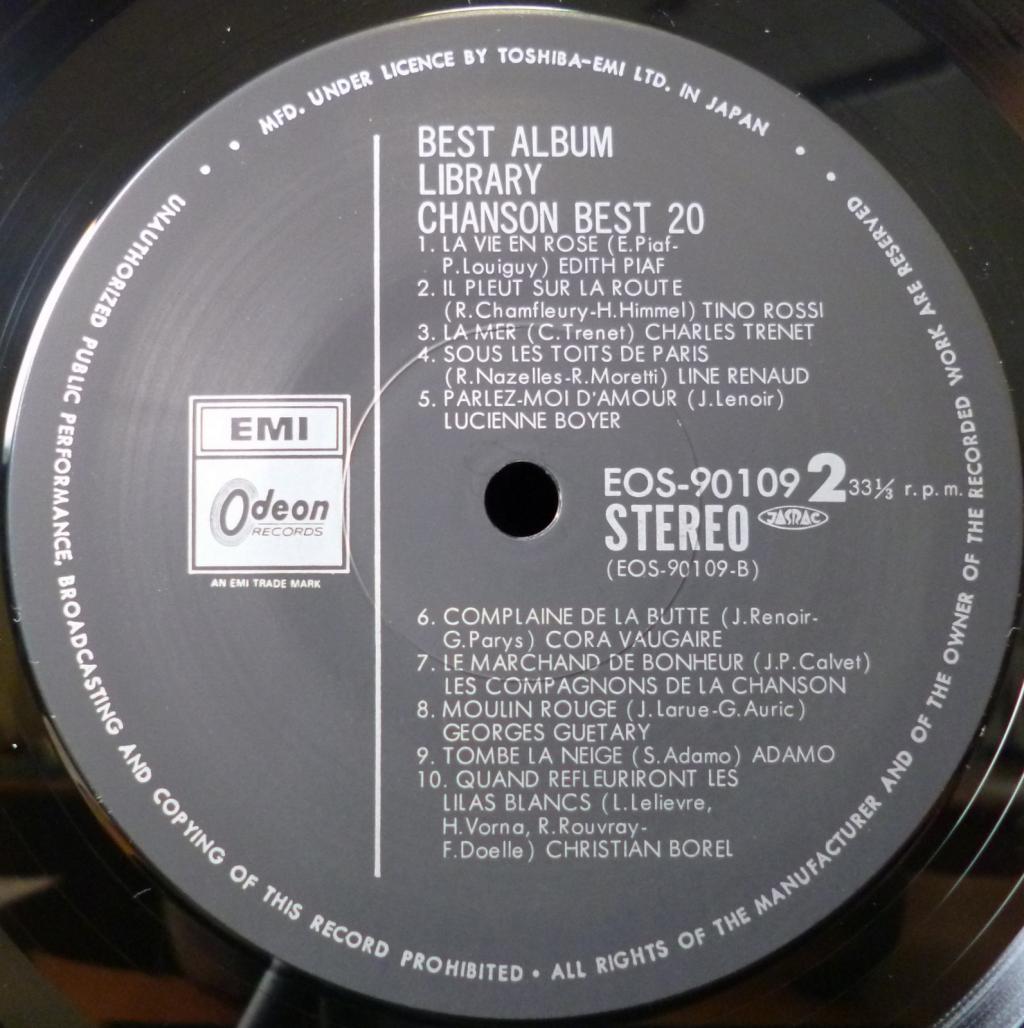 MFD. UNDER LICENCE BY TOSHIBA-EMI LTD. IN JAPAN
BEST ALBUM
LIBRARY
CHANSON BEST 20
1. LA VIE EN ROSE (E.Piaf-
P.Louiguy) EDITH PIAF
2. IL PLEUT SUR LA ROUTE
(R.Chamfleury-H.Himmel) TINO ROSSI
3. LA MER (C.Trenet) CHARLES TRENET
4. SOUS LES TOITS DE PARIS
(R.Nazelles-R.Moretti) LINE RENAUD
5. PARLEZ-MOI D'AMOUR (J.Lenoir)
LUCIENNE BOYER
EMI
Odeon
RECORDS
AN EMI TRADE MARK
EOS-90109 2 33⅓ r.p.m.
STEREO JASRAC
(EOS-90109-B)
6. COMPLAINE DE LA BUTTE (J.Renoir-
G.Parys) CORA VAUGAIRE
7. LE MARCHAND DE BONHEUR (J.P.Calvet)
LES COMPAGNONS DE LA CHANSON
8. MOULIN ROUGE (J.Larue-G.Auric)
GEORGES GUETARY
9. TOMBE LA NEIGE (S.Adamo) ADAMO
10. QUAND REFLEURIRONT LES
LILAS BLANCS (L.Lelievre,
H.Vorna, R.Rouvray-
F.Doelle) CHRISTIAN BOREL
UNAUTHORIZED PUBLIC PERFORMANCE, BROADCASTING AND COPYING OF THIS RECORD PROHIBITED • ALL RIGHTS OF THE MANUFACTURER AND OF THE OWNER OF THE RECORDED WORK ARE RESERVED